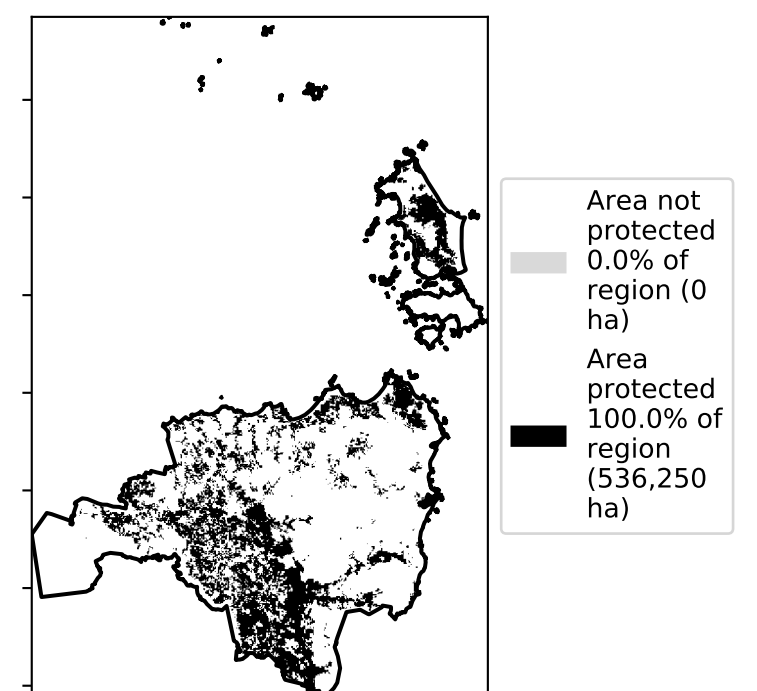 Area not
protected
0.0% of
region (0
ha)
Area
protected
100.0% of
region
(536,250
ha)